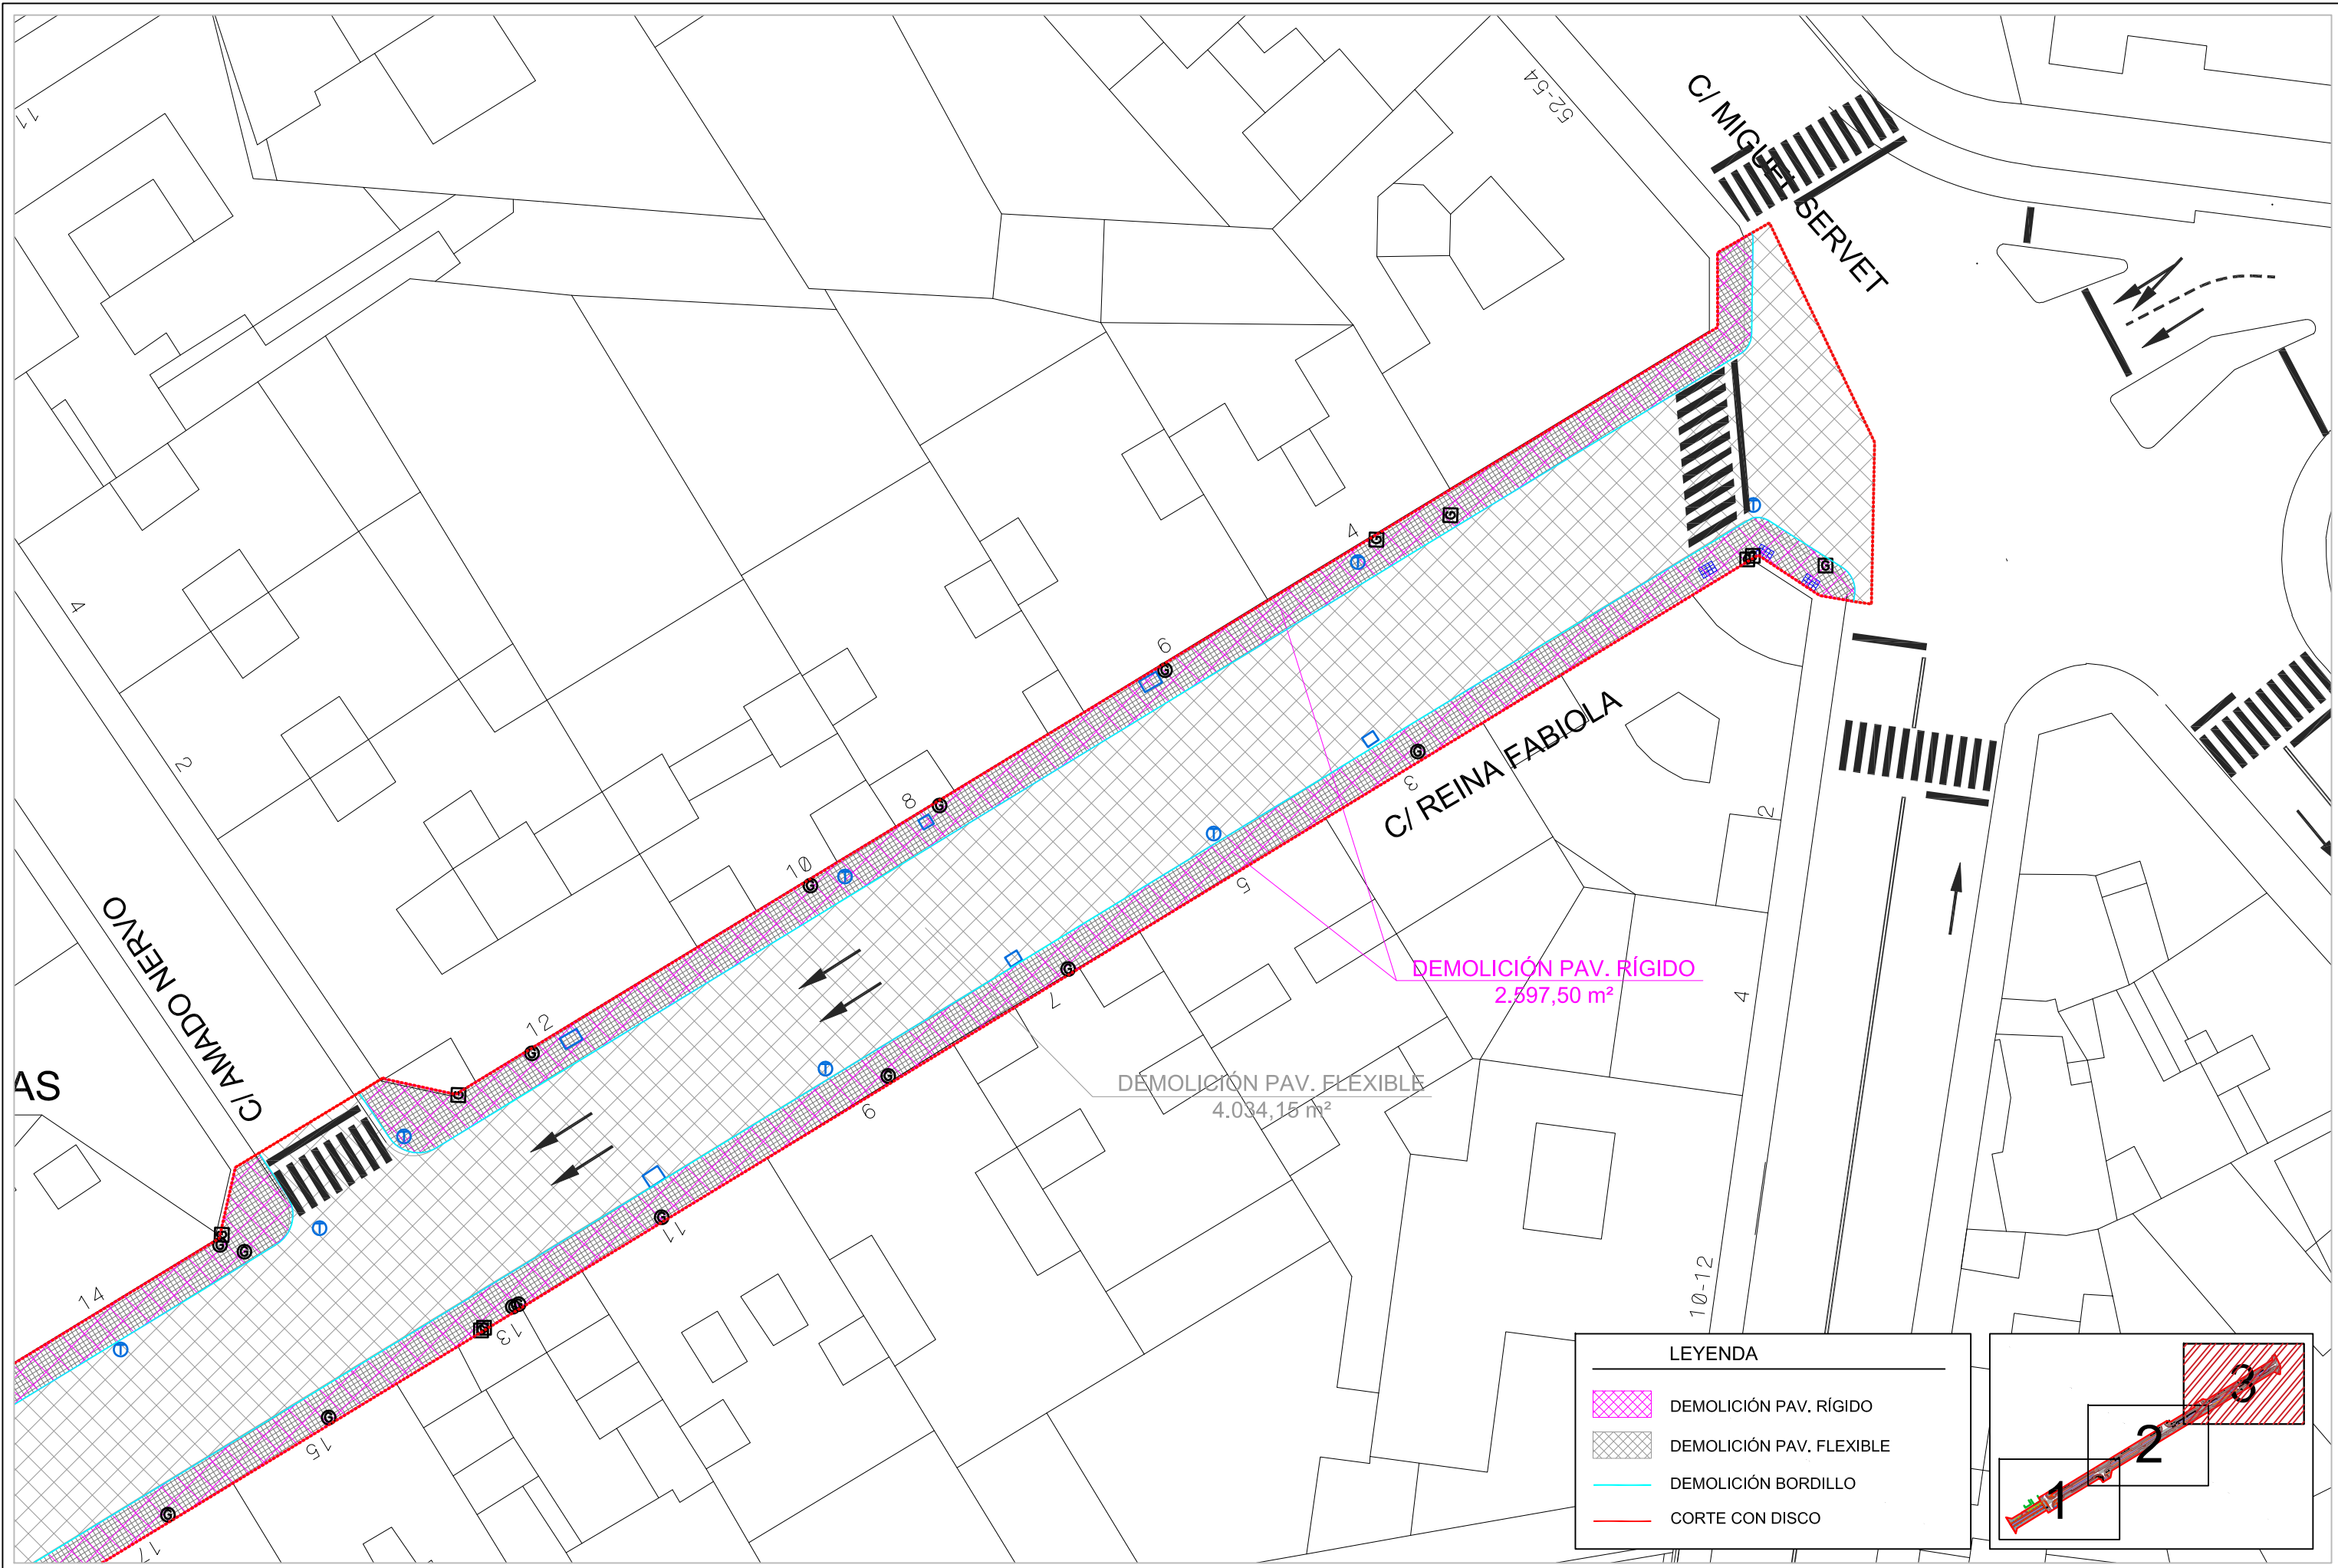 11
52-54
C/ MIGUEL SERVET
4
2
4
6
8
10
12
14
C/ AMADO NERVO
AS
C/ REINA FABIOLA
3
5
7
9
11
13
15
17
2
4
10-12
DEMOLICIÓN PAV. RÍGIDO
2.597,50 m²
DEMOLICIÓN PAV. FLEXIBLE
4.034,15 m²
LEYENDA
DEMOLICIÓN PAV. RÍGIDO
DEMOLICIÓN PAV. FLEXIBLE
DEMOLICIÓN BORDILLO
CORTE CON DISCO
1
2
3